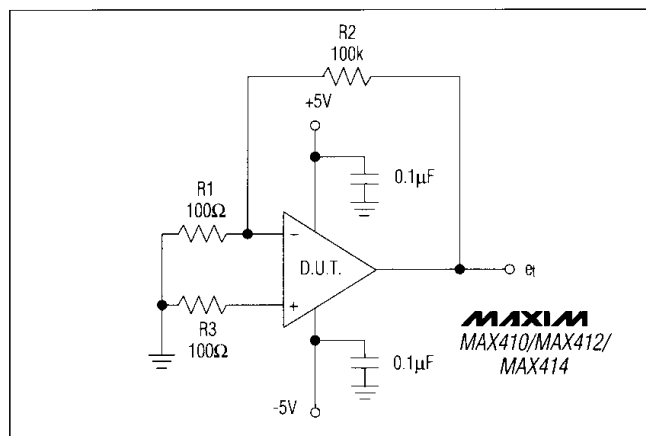 R2
100k
+5V
0.1µF
R1
100Ω
−
D.U.T.
+
et
R3
100Ω
MAXIM
MAX410/MAX412/
MAX414
0.1µF
-5V